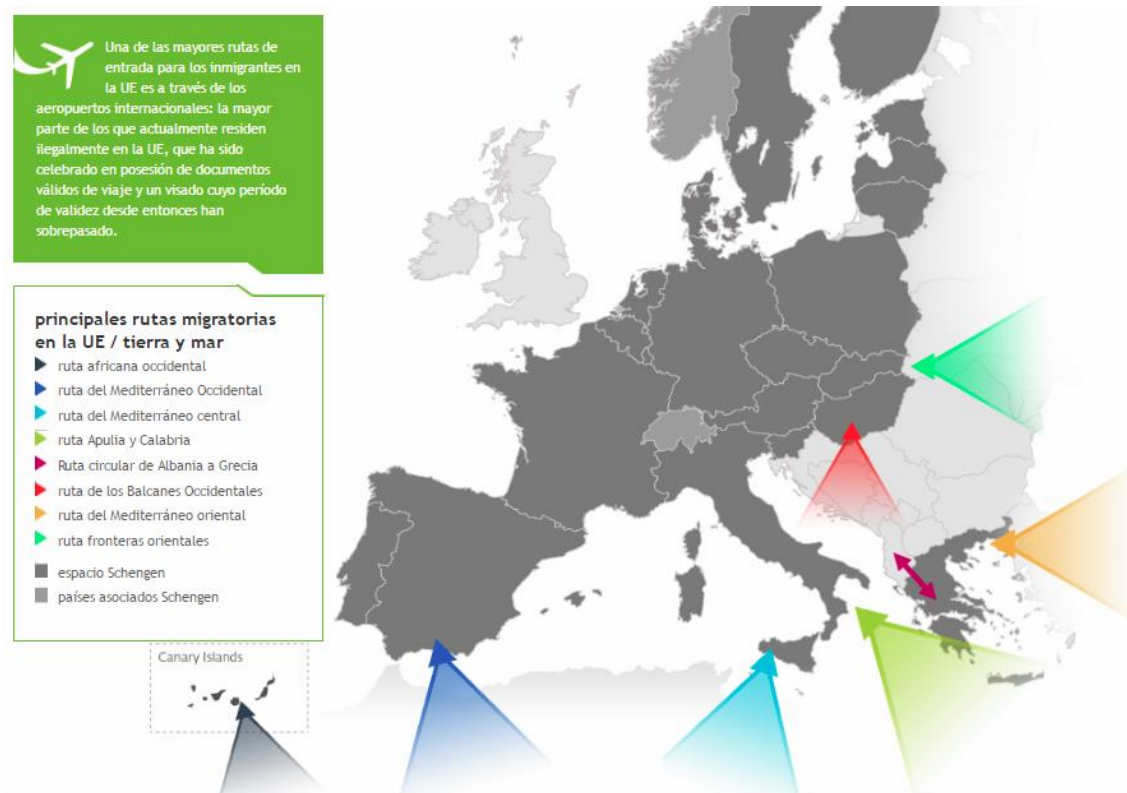 Una de las mayores rutas de
entrada para los inmigrantes en
la UE es a través de los
aeropuertos internacionales: la mayor
parte de los que actualmente residen
ilegalmente en la UE, que ha sido
celebrado en posesión de documentos
válidos de viaje y un visado cuyo período
de validez desde entonces han
sobrepasado.
principales rutas migratorias
en la UE / tierra y mar
ruta africana occidental
ruta del Mediterráneo Occidental
ruta del Mediterráneo central
ruta Apulia y Calabria
Ruta circular de Albania a Grecia
ruta de los Balcanes Occidentales
ruta del Mediterráneo oriental
ruta fronteras orientales
espacio Schengen
países asociados Schengen
Canary Islands